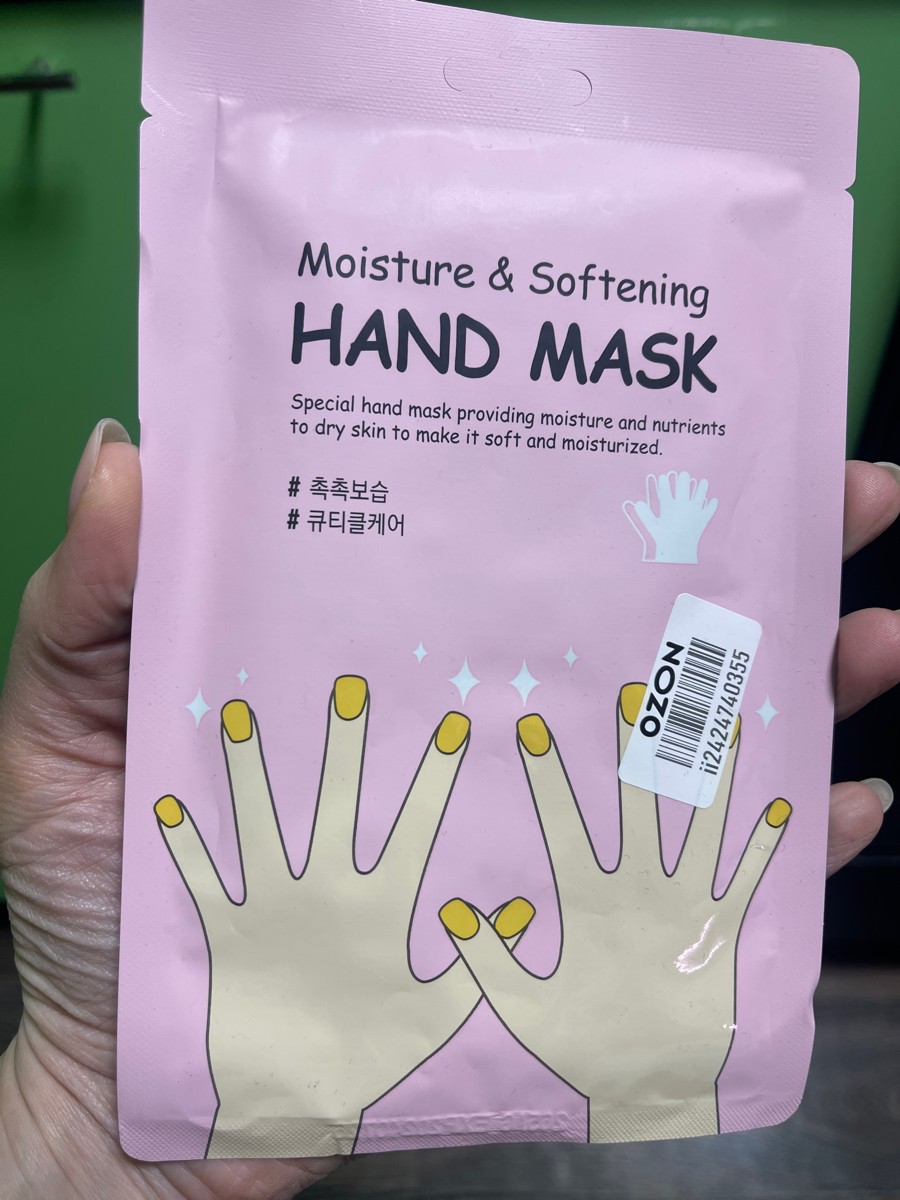 Moisture & Softening
HAND MASK
Special hand mask providing moisture and nutrients
to dry skin to make it soft and moisturized.
# 촉촉보습
# 큐티클케어
OZON
ii2424740355